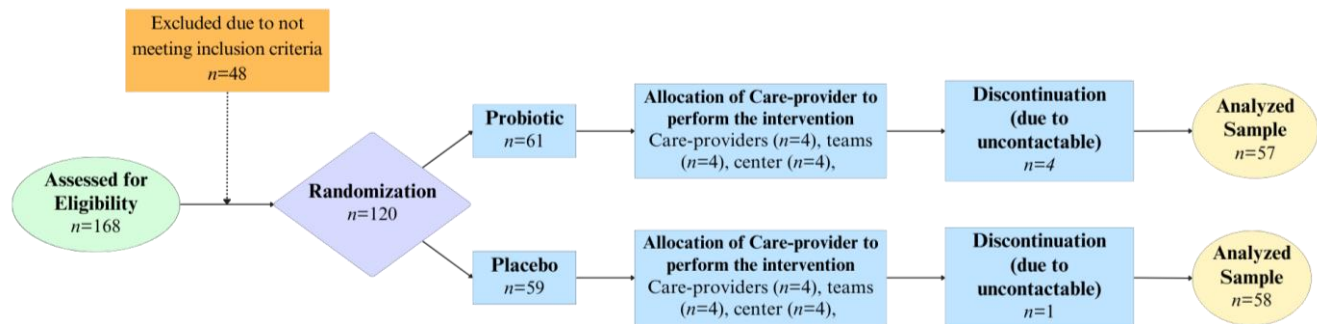 Excluded due to not
meeting inclusion criteria
n=48
Assessed for
Eligibility
n=168
Randomization
n=120
Probiotic
n=61
Allocation of Care-provider to
perform the intervention
Care-providers (n=4), teams
(n=4), center (n=4),
Discontinuation
(due to
uncontactable)
n=4
Analyzed
Sample
n=57
Placebo
n=59
Allocation of Care-provider to
perform the intervention
Care-providers (n=4), teams
(n=4), center (n=4),
Discontinuation
(due to
uncontactable)
n=1
Analyzed
Sample
n=58